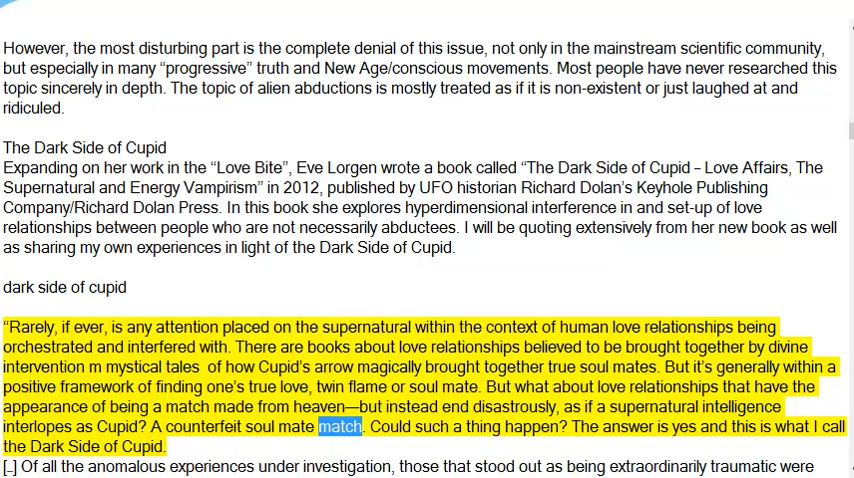 However, the most disturbing part is the complete denial of this issue, not only in the mainstream scientific community,
but especially in many “progressive” truth and New Age/conscious movements. Most people have never researched this
topic sincerely in depth. The topic of alien abductions is mostly treated as if it is non-existent or just laughed at and
ridiculed.
The Dark Side of Cupid
Expanding on her work in the “Love Bite”, Eve Lorgen wrote a book called “The Dark Side of Cupid – Love Affairs, The
Supernatural and Energy Vampirism” in 2012, published by UFO historian Richard Dolan’s Keyhole Publishing
Company/Richard Dolan Press. In this book she explores hyperdimensional interference in and set-up of love
relationships between people who are not necessarily abductees. I will be quoting extensively from her new book as well
as sharing my own experiences in light of the Dark Side of Cupid.
dark side of cupid
“Rarely, if ever, is any attention placed on the supernatural within the context of human love relationships being
orchestrated and interfered with. There are books about love relationships believed to be brought together by divine
intervention m mystical tales  of how Cupid’s arrow magically brought together true soul mates. But it’s generally within a
positive framework of finding one’s true love, twin flame or soul mate. But what about love relationships that have the
appearance of being a match made from heaven—but instead end disastrously, as if a supernatural intelligence
interlopes as Cupid? A counterfeit soul mate match. Could such a thing happen? The answer is yes and this is what I call
the Dark Side of Cupid.
[..] Of all the anomalous experiences under investigation, those that stood out as being extraordinarily traumatic were